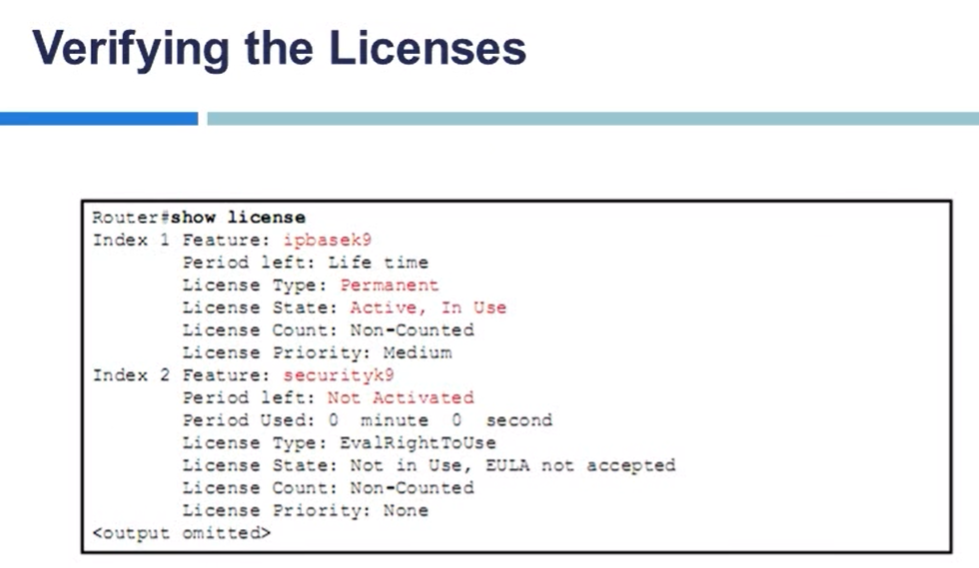 Verifying the Licenses
Router#show license
Index 1 Feature: ipbasek9
Period left: Life time
License Type: Permanent
License State: Active, In Use
License Count: Non-Counted
License Priority: Medium
Index 2 Feature: securityk9
Period left: Not Activated
Period Used: 0 minute 0 second
License Type: EvalRightToUse
License State: Not in Use, EULA not accepted
License Count: Non-Counted
License Priority: None
<output omitted>